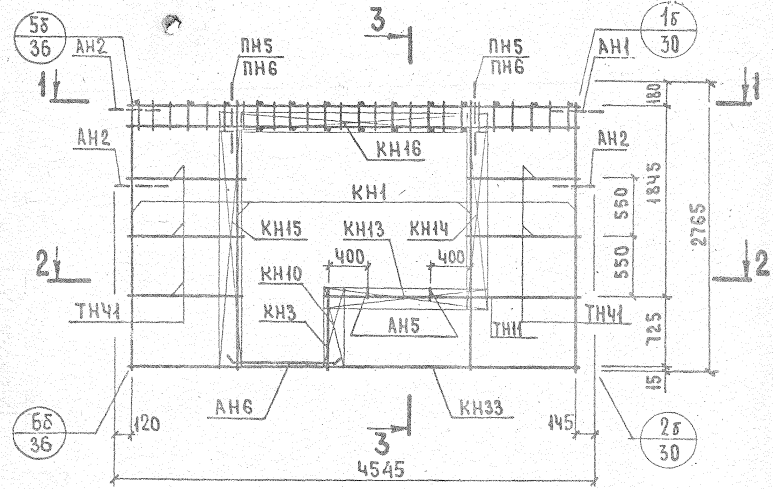 5б
36
АН2
ПН5
ПН6
3
ПН5
ПН6
АН1
1б
30
1
1
180
КН16
АН2
АН2
КН1
550
1845
2765
КН15
КН13
КН14
2
2
400
400
550
КН10
КН3
ТН41
АН5
ТН11
ТН41
725
15
АН6
КН33
6б
36
120
3
145
2б
30
4545